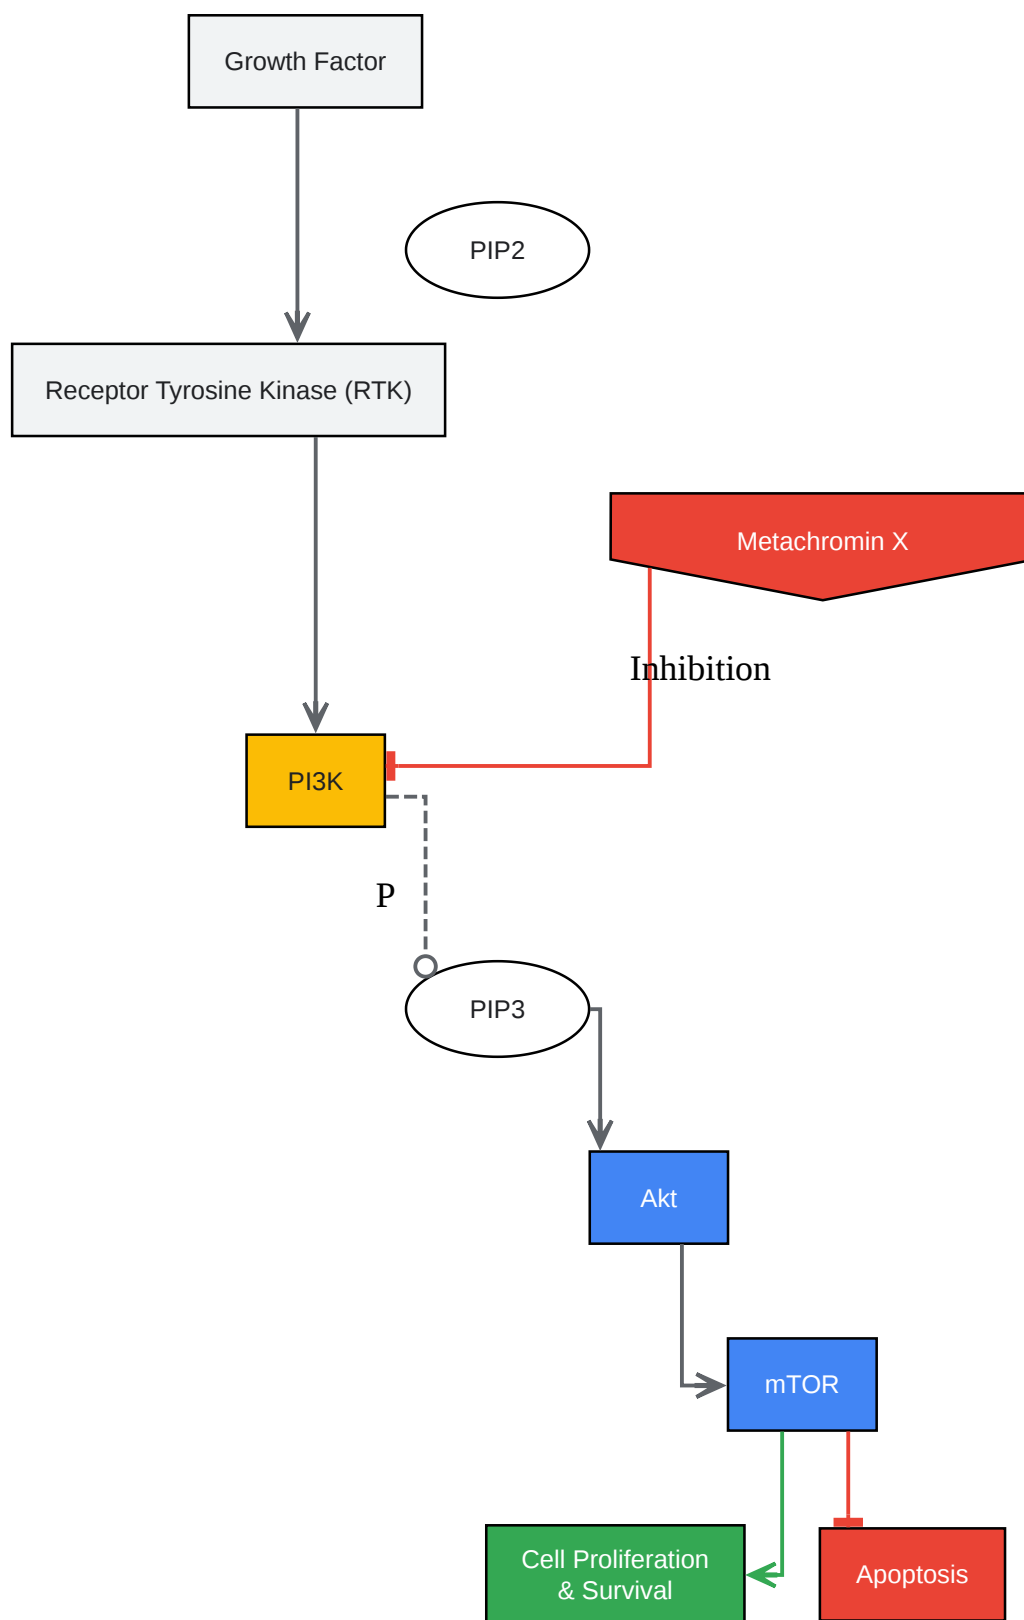 Growth Factor
PIP2
Receptor Tyrosine Kinase (RTK)
Metachromin X
Inhibition
PI3K
P
PIP3
Akt
mTOR
Cell Proliferation
& Survival
Apoptosis